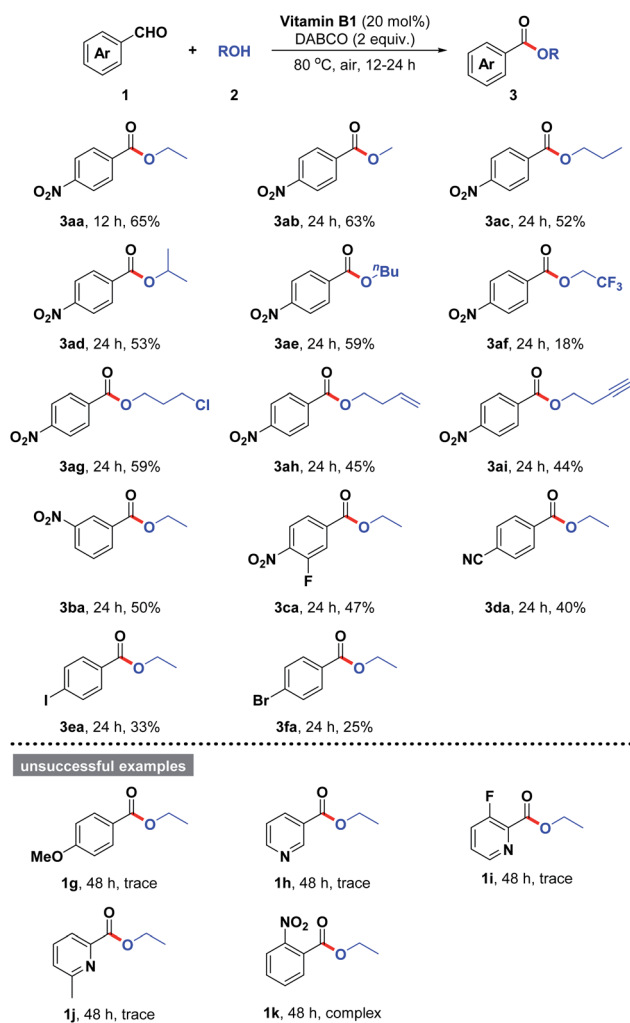 CHO
Ar
+
ROH
Vitamin B1 (20 mol%)
DABCO (2 equiv.)
80 °C, air, 12-24 h
O
OR
Ar
1
2
3
O
O
NO₂
3aa, 12 h, 65%
O
O
O₂N
3ab, 24 h, 63%
O
O
O₂N
3ac, 24 h, 52%
O
O
O₂N
3ad, 24 h, 53%
O
O
ⁿBu
O₂N
3ae, 24 h, 59%
O
O
CF₃
O₂N
3af, 24 h, 18%
O
O
Cl
O₂N
3ag, 24 h, 59%
O
O
O₂N
3ah, 24 h, 45%
O
O
O₂N
3ai, 24 h, 44%
NO₂
O
O
3ba, 24 h, 50%
O
O
NO₂
F
3ca, 24 h, 47%
O
O
NC
3da, 24 h, 40%
O
O
I
3ea, 24 h, 33%
O
O
Br
3fa, 24 h, 25%
unsuccessful examples
O
O
MeO
1g, 48 h, trace
O
O
N
1h, 48 h, trace
F
O
O
N
1i, 48 h, trace
O
O
N
1j, 48 h, trace
NO₂
O
O
1k, 48 h, complex